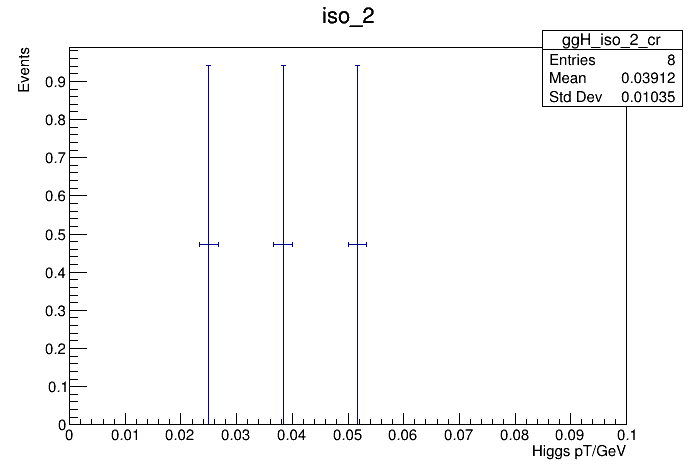 iso_2
ggH_iso_2_cr
Entries 8
Mean 0.03912
Std Dev 0.01035
Events
0.9
0.8
0.7
0.6
0.5
0.4
0.3
0.2
0.1
0
0 0.01 0.02 0.03 0.04 0.05 0.06 0.07 0.08 0.09 0.1
Higgs pT/GeV